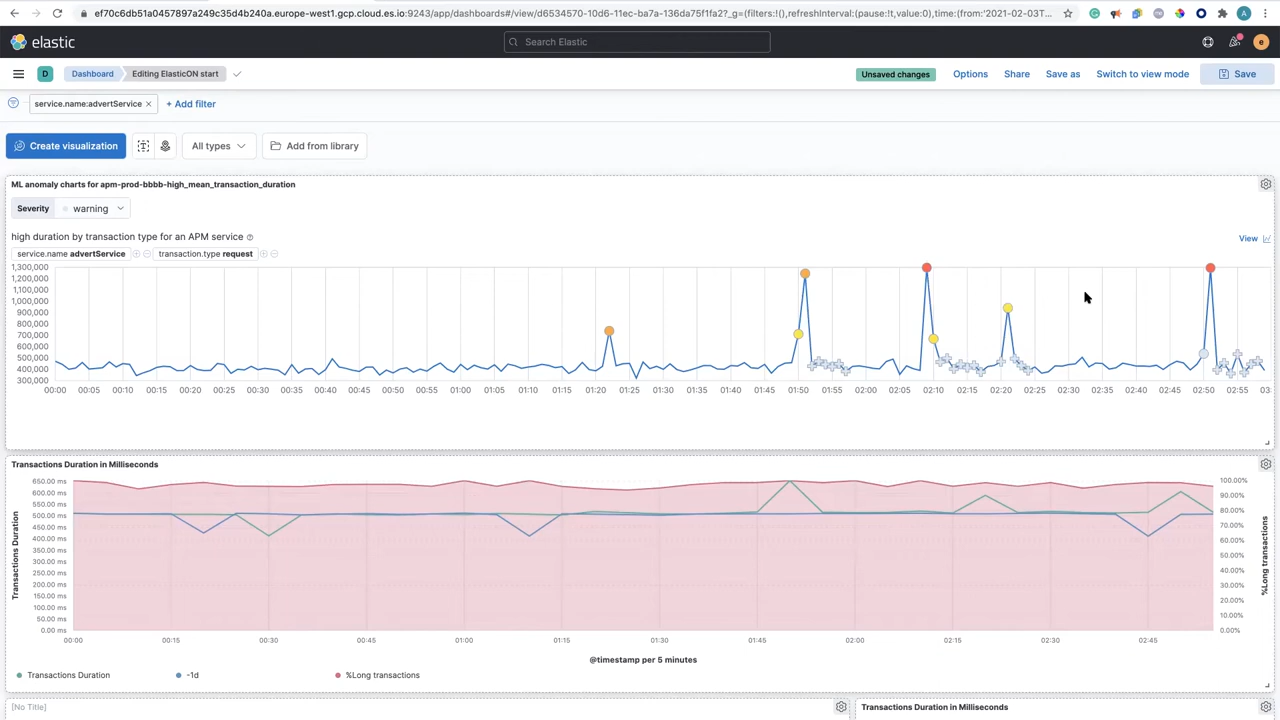 ef70c6db51a0457897a249c35d4b240a.europe-west1.gcp.cloud.es.io:9243/app/dashboards#/view/d6534570-10d6-11ec-ba7a-136da75f1fa2?_g=(filters:!(),refreshInterval:(pause:!t,value:0),time:(from:'2021-02-03T...
A
elastic
Search Elastic
e
D
Dashboard
Editing ElasticON start
Unsaved changes
Options
Share
Save as
Switch to view mode
Save
service.name:advertService ×
+ Add filter
Create visualization
All types
Add from library
ML anomaly charts for apm-prod-bbbb-high_mean_transaction_duration
Severity
warning
high duration by transaction type for an APM service
View
service.name advertService
transaction.type request
1,300,000
1,200,000
1,100,000
1,000,000
900,000
800,000
700,000
600,000
500,000
400,000
300,000
00:00 00:05 00:10 00:15 00:20 00:25 00:30 00:35 00:40 00:45 00:50 00:55 01:00 01:05 01:10 01:15 01:20 01:25 01:30 01:35 01:40 01:45 01:50 01:55 02:00 02:05 02:10 02:15 02:20 02:25 02:30 02:35 02:40 02:45 02:50 02:55 03:
Transactions Duration in Milliseconds
Transactions Duration
650.00 ms
600.00 ms
550.00 ms
500.00 ms
450.00 ms
400.00 ms
350.00 ms
300.00 ms
250.00 ms
200.00 ms
150.00 ms
100.00 ms
50.00 ms
0.00 ms
100.00%
90.00%
80.00%
70.00%
60.00%
50.00%
40.00%
30.00%
20.00%
10.00%
0.00%
%Long transactions
00:00 00:15 00:30 00:45 01:00 01:15 01:30 01:45 02:00 02:15 02:30 02:45
@timestamp per 5 minutes
Transactions Duration
-1d
%Long transactions
[No Title]
Transactions Duration in Milliseconds